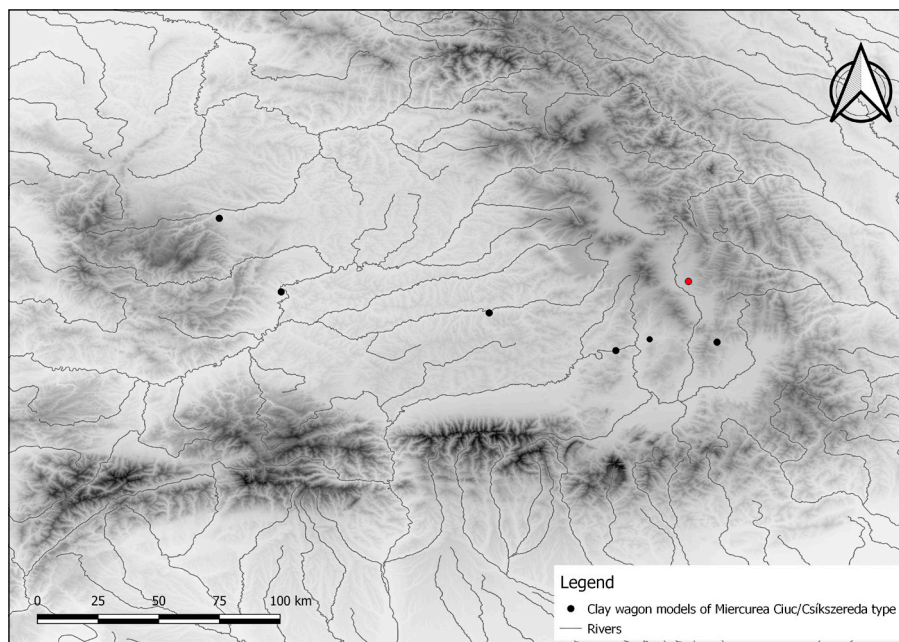 0 25 50 75 100 km
Legend
Clay wagon models of Miercurea Ciuc/Csíkszereda type
Rivers